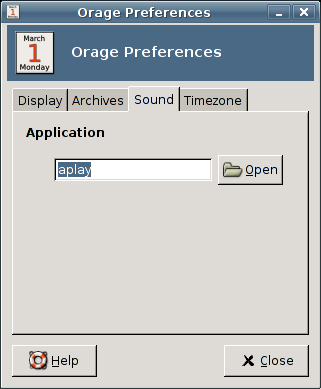 Orage Preferences
March
1
Monday
Orage Preferences
Display Archives Sound Timezone
Application
aplay Open
Help Close